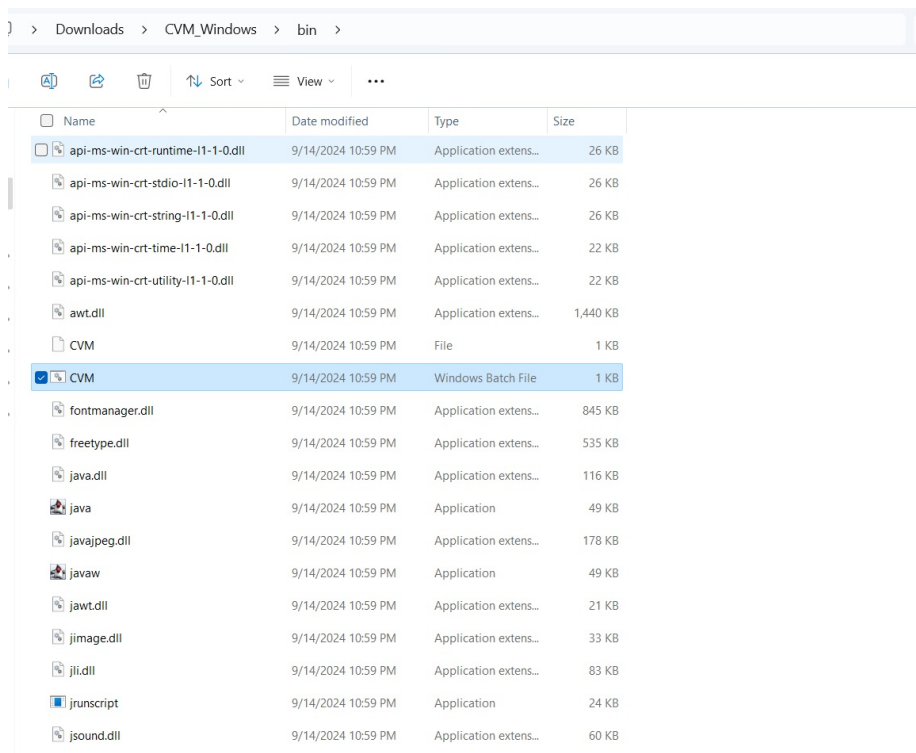 > Downloads > CVM_Windows > bin >
Sort View ...
Name Date modified Type Size
api-ms-win-crt-runtime-l1-1-0.dll 9/14/2024 10:59 PM Application extens... 26 KB
api-ms-win-crt-stdio-l1-1-0.dll 9/14/2024 10:59 PM Application extens... 26 KB
api-ms-win-crt-string-l1-1-0.dll 9/14/2024 10:59 PM Application extens... 26 KB
api-ms-win-crt-time-l1-1-0.dll 9/14/2024 10:59 PM Application extens... 22 KB
api-ms-win-crt-utility-l1-1-0.dll 9/14/2024 10:59 PM Application extens... 22 KB
awt.dll 9/14/2024 10:59 PM Application extens... 1,440 KB
CVM 9/14/2024 10:59 PM File 1 KB
CVM 9/14/2024 10:59 PM Windows Batch File 1 KB
fontmanager.dll 9/14/2024 10:59 PM Application extens... 845 KB
freetype.dll 9/14/2024 10:59 PM Application extens... 535 KB
java.dll 9/14/2024 10:59 PM Application extens... 116 KB
java 9/14/2024 10:59 PM Application 49 KB
javajpeg.dll 9/14/2024 10:59 PM Application extens... 178 KB
javaw 9/14/2024 10:59 PM Application 49 KB
jawt.dll 9/14/2024 10:59 PM Application extens... 21 KB
jimage.dll 9/14/2024 10:59 PM Application extens... 33 KB
jli.dll 9/14/2024 10:59 PM Application extens... 83 KB
jrunscript 9/14/2024 10:59 PM Application 24 KB
jsound.dll 9/14/2024 10:59 PM Application extens... 60 KB